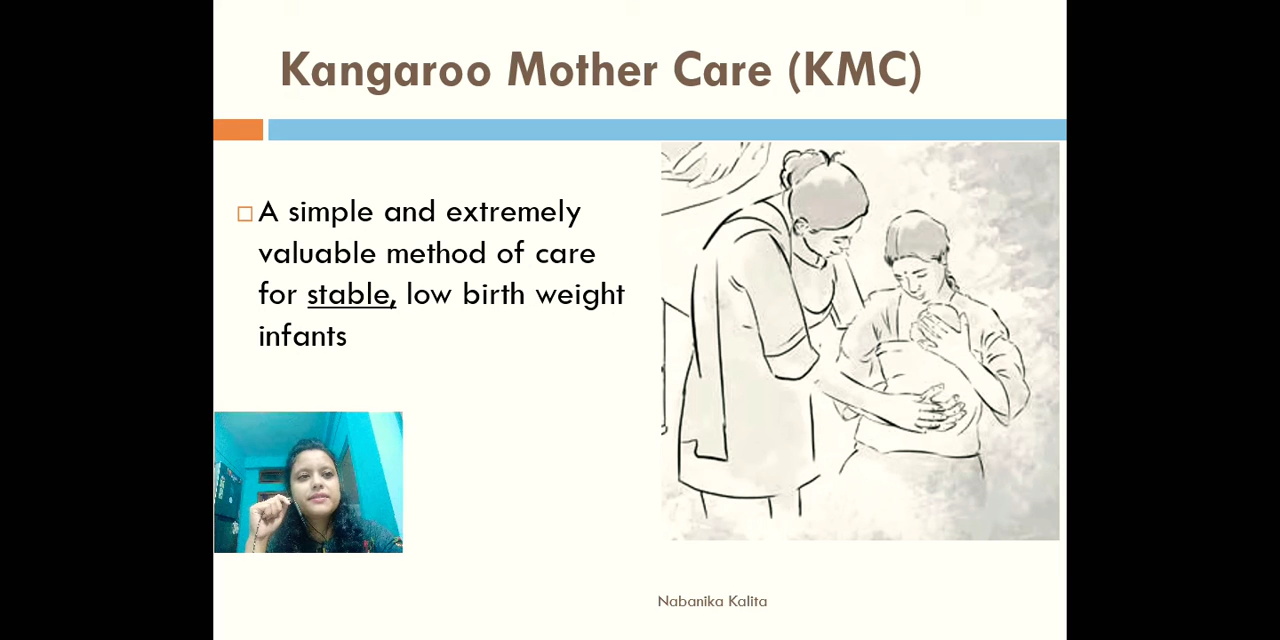 Kangaroo Mother Care (KMC)
A simple and extremely
valuable method of care
for stable, low birth weight
infants
Nabanika Kalita